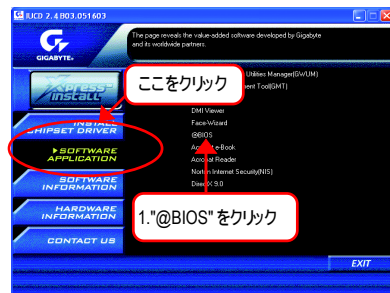 IUCD 2.4 B03.051603
The page reveals the value-added software developed by Gigabyte
and its worldwide partners.
GIGABYTE
Xpress
Install
ここをクリック
Utilities Manager(GWUM)
ent Tool(GMT)
DMI Viewer
Face-Wizard
@BIOS
e-Book
Acrobat Reader
Norton Internet Security(NIS)
DirectX 9.0
INSTALL
CHIPSET DRIVER
SOFTWARE
APPLICATION
SOFTWARE
INFORMATION
HARDWARE
INFORMATION
CONTACT US
1."@BIOS" をクリック
EXIT